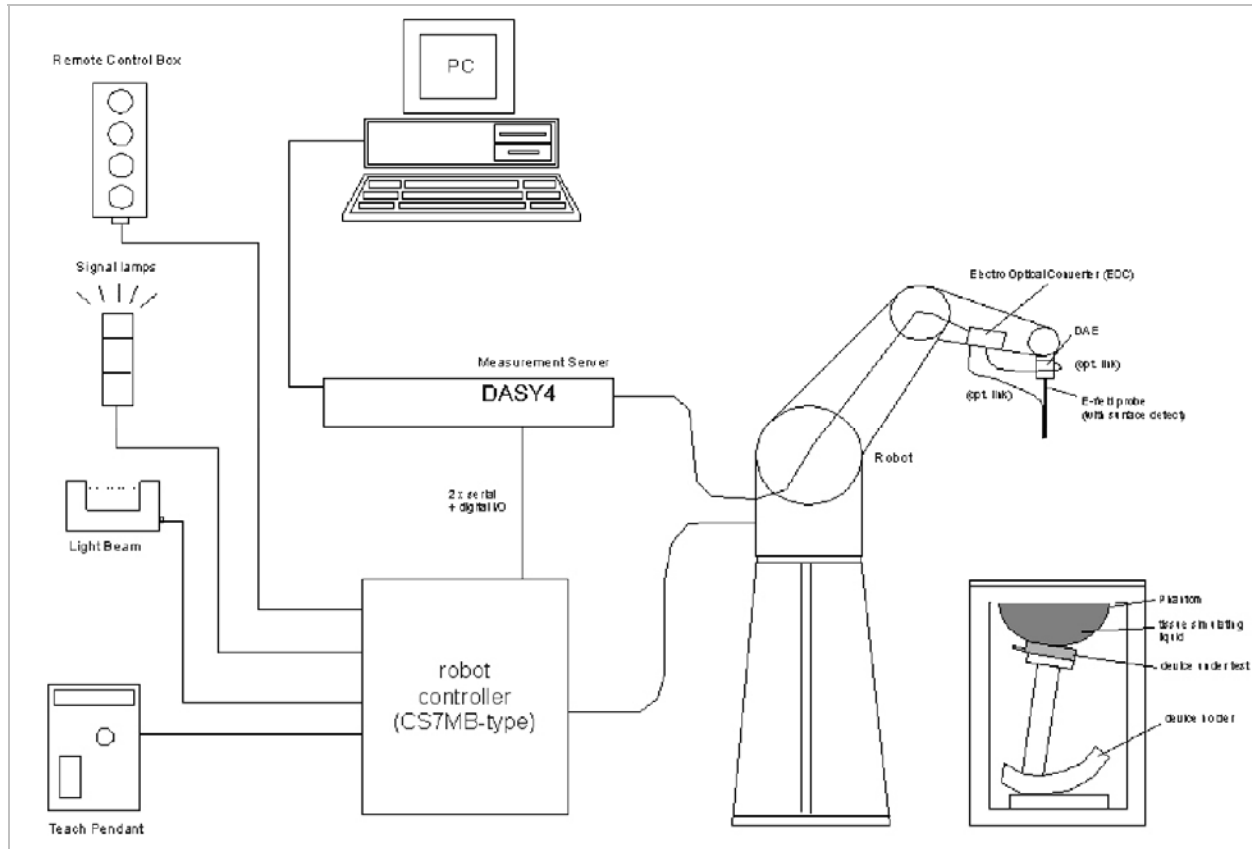 Remote Control Box
PC
Signal lamps
Electro Optical Converter (EOC)
DAE
(opt. link)
(opt. link)
E-field probe
(with surface detect)
Measurement Server
DASY4
Robot
2 x serial
+ digital I/O
Light Beam
robot
controller
(CS7MB-type)
Teach Pendant
Phantom
tissue simulating
liquid
device under test
device holder